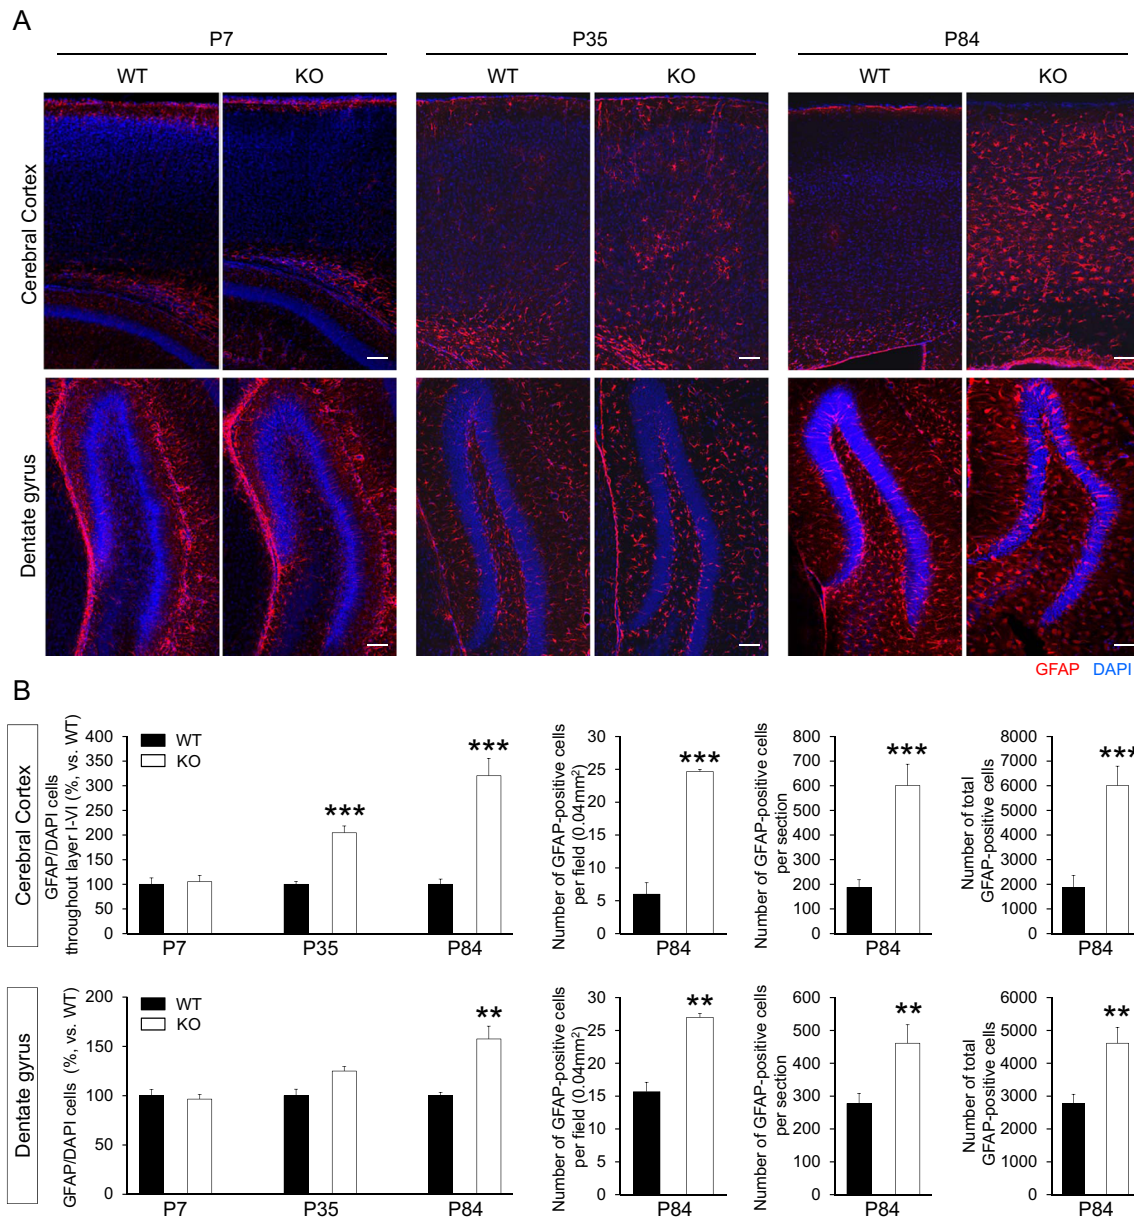 A
P7
P35
P84
WT
KO
WT
KO
WT
KO
Cerebral Cortex
Dentate gyrus
GFAP DAPI
B
Cerebral Cortex
GFAP/DAPI cells
throughout layer I-VI (%, vs. WT)
400
350
300
250
200
150
100
50
0
WT
KO
***
***
P7
P35
P84
Number of GFAP-positive cells
per field (0.04mm²)
30
25
20
15
10
5
0
***
P84
Number of GFAP-positive cells
per section
800
700
600
500
400
300
200
100
0
***
P84
Number of total
GFAP-positive cells
8000
7000
6000
5000
4000
3000
2000
1000
0
***
P84
Dentate gyrus
GFAP/DAPI cells (%, vs. WT)
200
150
100
50
0
WT
KO
**
P7
P35
P84
Number of GFAP-positive cells
per field (0.04mm²)
30
25
20
15
10
5
0
**
P84
Number of GFAP-positive cells
per section
600
500
400
300
200
100
0
**
P84
Number of total
GFAP-positive cells
6000
5000
4000
3000
2000
1000
0
**
P84